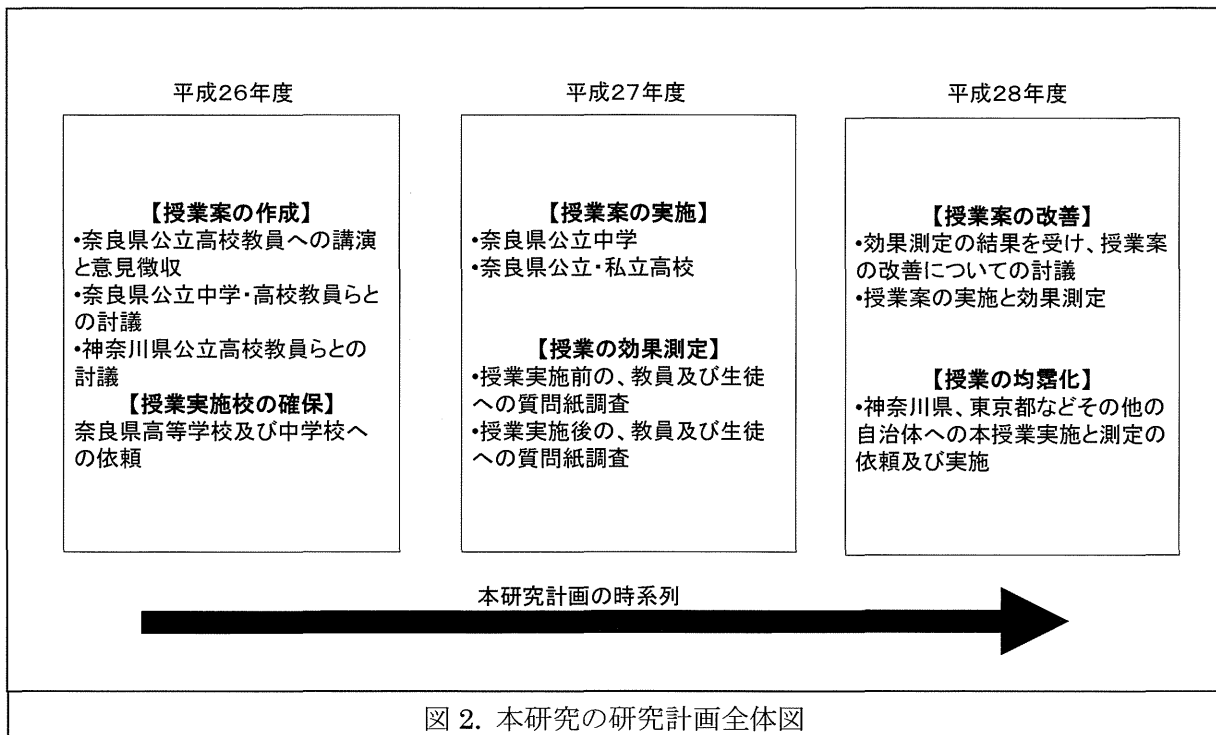 平成26年度
【授業案の作成】
•奈良県公立高校教員への講演
と意見徴収
•奈良県公立中学・高校教員らと
の討議
•神奈川県公立高校教員らとの
討議
【授業実施校の確保】
奈良県高等学校及び中学校へ
の依頼
平成27年度
【授業案の実施】
•奈良県公立中学
•奈良県公立・私立高校
【授業の効果測定】
•授業実施前の、教員及び生徒
への質問紙調査
•授業実施後の、教員及び生徒
への質問紙調査
平成28年度
【授業案の改善】
•効果測定の結果を受け、授業案
の改善についての討議
•授業案の実施と効果測定
【授業の均霑化】
•神奈川県、東京都などその他の
自治体への本授業実施と測定の
依頼及び実施
本研究計画の時系列
図 2. 本研究の研究計画全体図